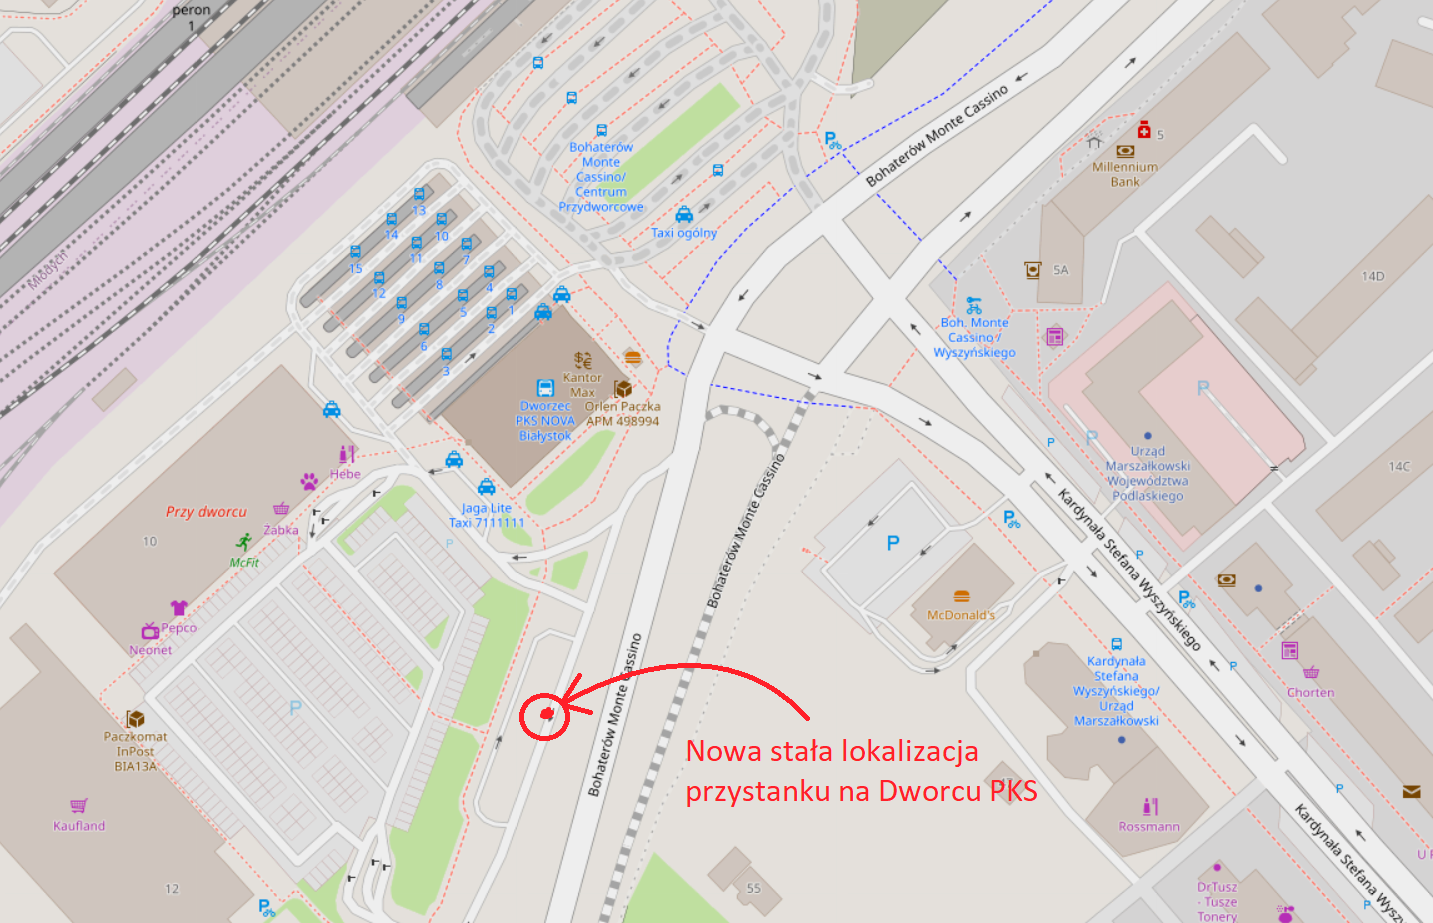 peron
1
Młodych
Bohaterów
Monte
Cassino/
Centrum
Przydworcowe
Taxi ogólny
Bohaterów Monte Cassino
5
Millennium
Bank
5A
14D
13
14
10
15
11
7
12
8
4
9
5
1
6
2
3
Boh. Monte
Cassino /
Wyszyńskiego
P
P
Kantor
Max
Dworzec
PKS NOVA
Białystok
Orlen Paczka
APM 498994
P
P
P
Urząd
Marszałkowski
Województwa
Podlaskiego
14C
Hebe
Przy dworcu
Żabka
10
McFit
Jaga Lite
Taxi 7111111
P
Bohaterów Monte Cassino
P
P
Kardynała Stefana Wyszyńskiego
P
McDonald's
P
Pepco
Neonet
P
Bohaterów Monte Cassino
Kardynała
Stefana
Wyszyńskiego/
Urząd
Marszałkowski
P
Chorten
Paczkomat
InPost
BIA13A
Nowa stała lokalizacja
przystanku na Dworcu PKS
Kaufland
Rossmann
P
Kardynała Stefana Wyszy
12
55
P
DrTusz
- Tusze
Tonery
P
U P